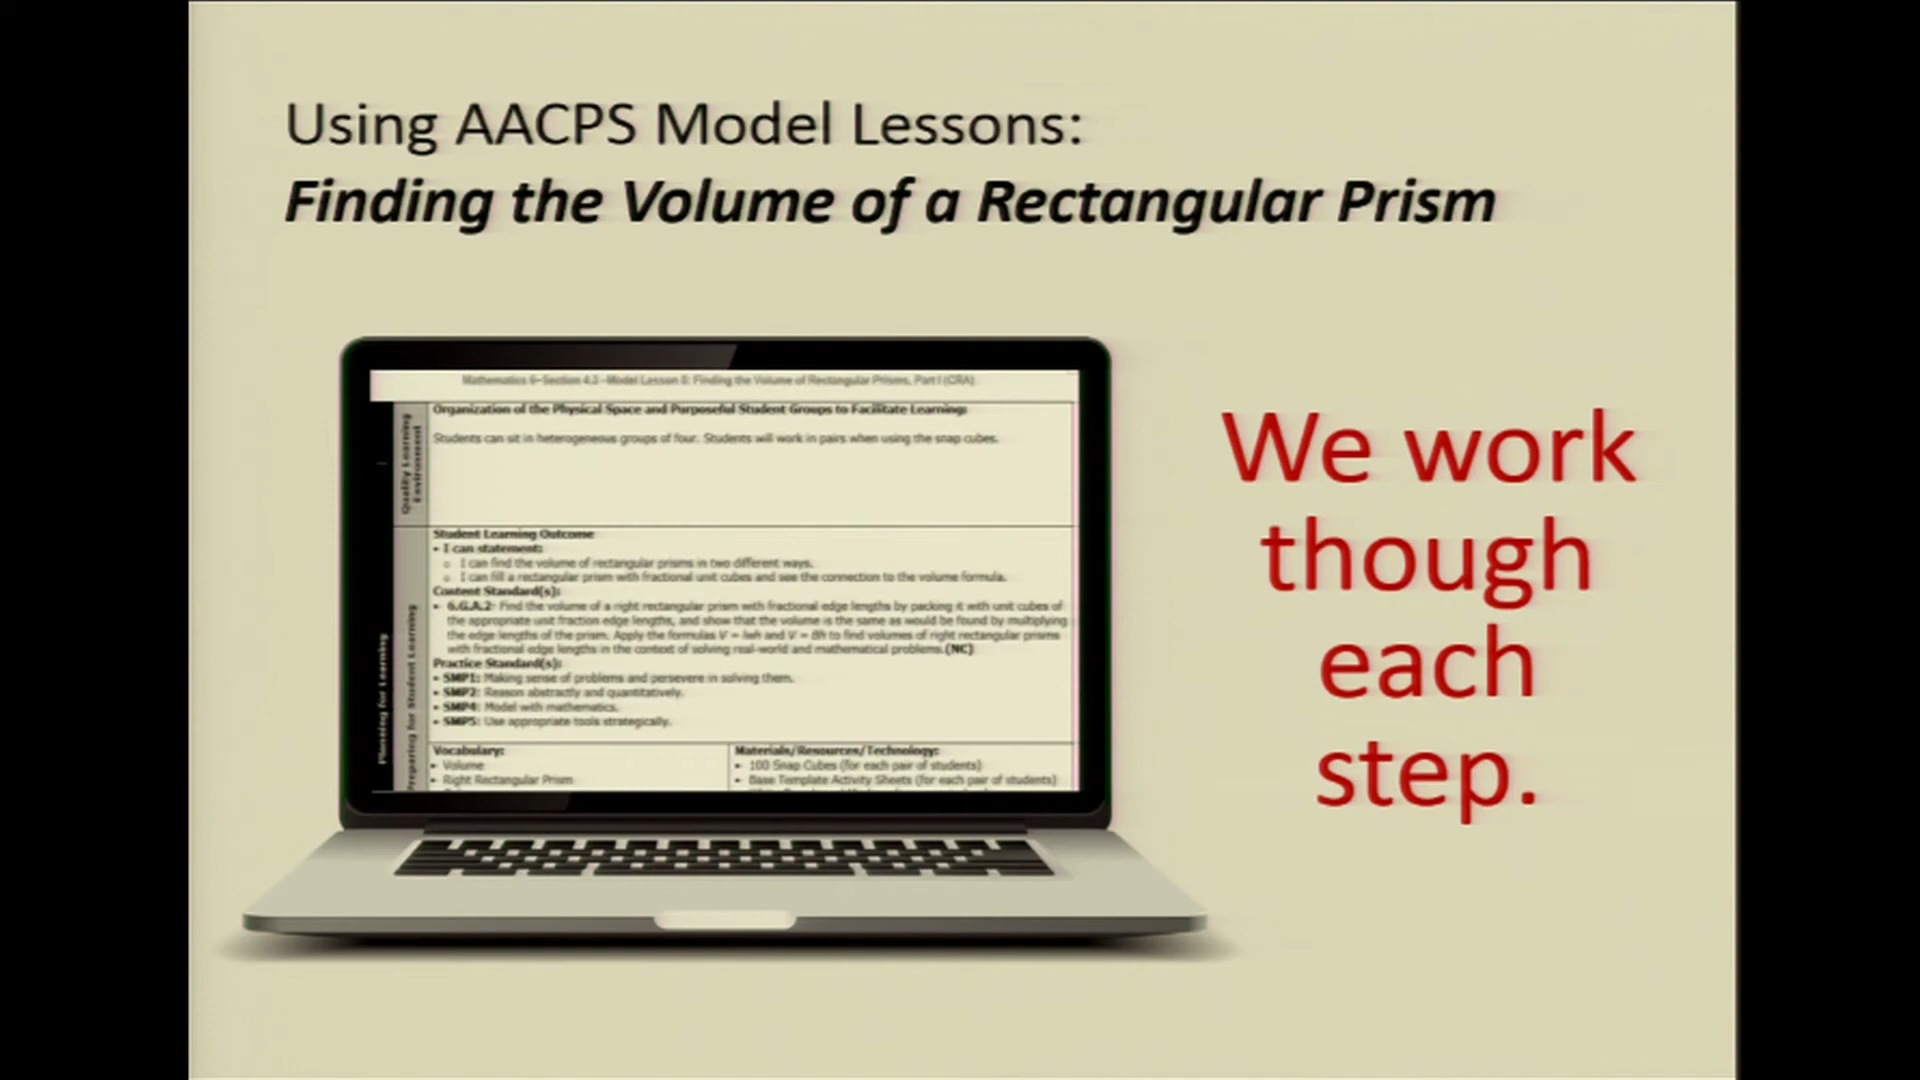 Using AACPS Model Lessons:
Finding the Volume of a Rectangular Prism
Mathematics 6–Section 4.2 –Model Lesson 8: Finding the Volume of Rectangular Prisms, Part I (CRA)
Quality Learning
Environment
Organization of the Physical Space and Purposeful Student Groups to Facilitate Learning:
Students can sit in heterogeneous groups of four. Students will work in pairs when using the snap cubes.
Planning for Learning
Preparing for Student Learning
Student Learning Outcome
• I can statement:
o I can find the volume of rectangular prisms in two different ways.
o I can fill a rectangular prism with fractional unit cubes and see the connection to the volume formula.
Content Standard(s):
• 6.G.A.2: Find the volume of a right rectangular prism with fractional edge lengths by packing it with unit cubes of
the appropriate unit fraction edge lengths, and show that the volume is the same as would be found by multiplying
the edge lengths of the prism. Apply the formulas V = lwh and V = Bh to find volumes of right rectangular prisms
with fractional edge lengths in the context of solving real-world and mathematical problems.(NC)
Practice Standard(s):
• SMP1: Making sense of problems and persevere in solving them.
• SMP2: Reason abstractly and quantitatively.
• SMP4: Model with mathematics.
• SMP5: Use appropriate tools strategically.
Vocabulary:
• Volume
• Right Rectangular Prism
Materials/Resources/Technology:
• 100 Snap Cubes (for each pair of students)
• Base Template Activity Sheets (for each pair of students)
We work
though
each
step.